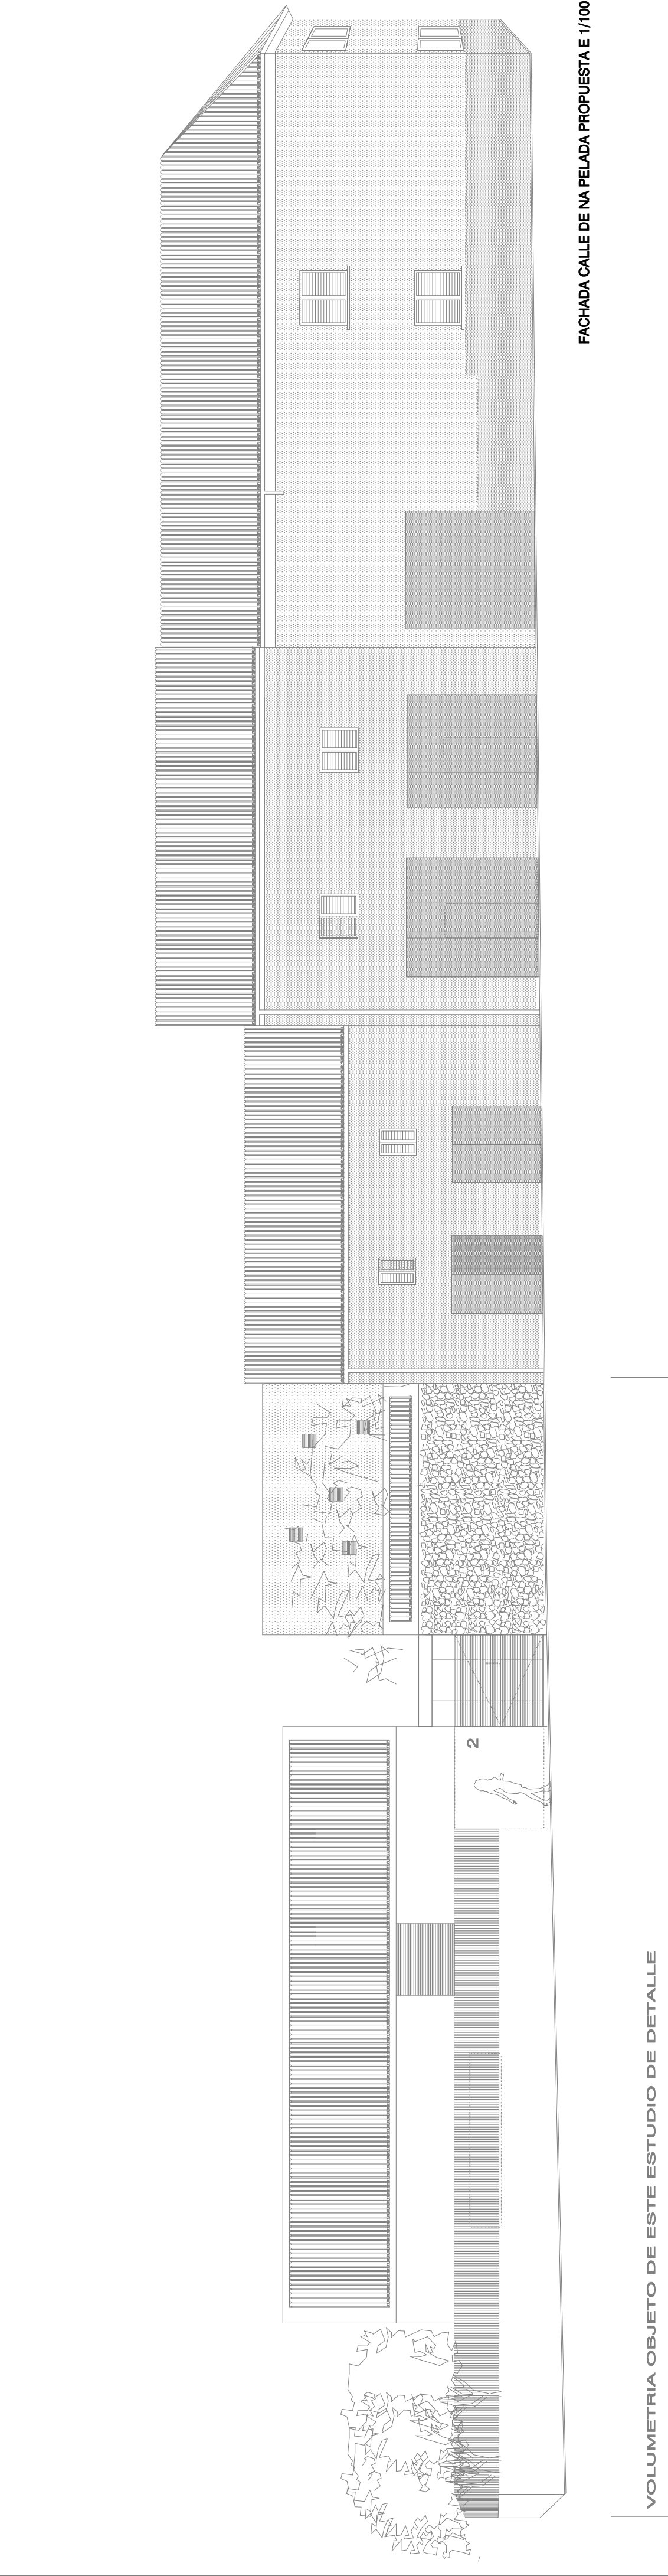 FACHADA CALLE DE NA PELADA PROPUESTA E 1/100
2
VOLUMETRIA OBJETO DE ESTE ESTUDIO DE DETALLE